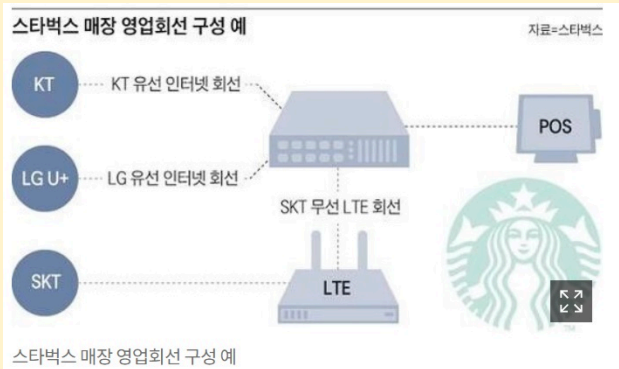 스타벅스 매장 영업회선 구성 예
자료=스타벅스
KT
KT 유선 인터넷 회선
POS
LG U+
LG 유선 인터넷 회선
SKT 무선 LTE 회선
SKT
LTE
스타벅스 매장 영업회선 구성 예